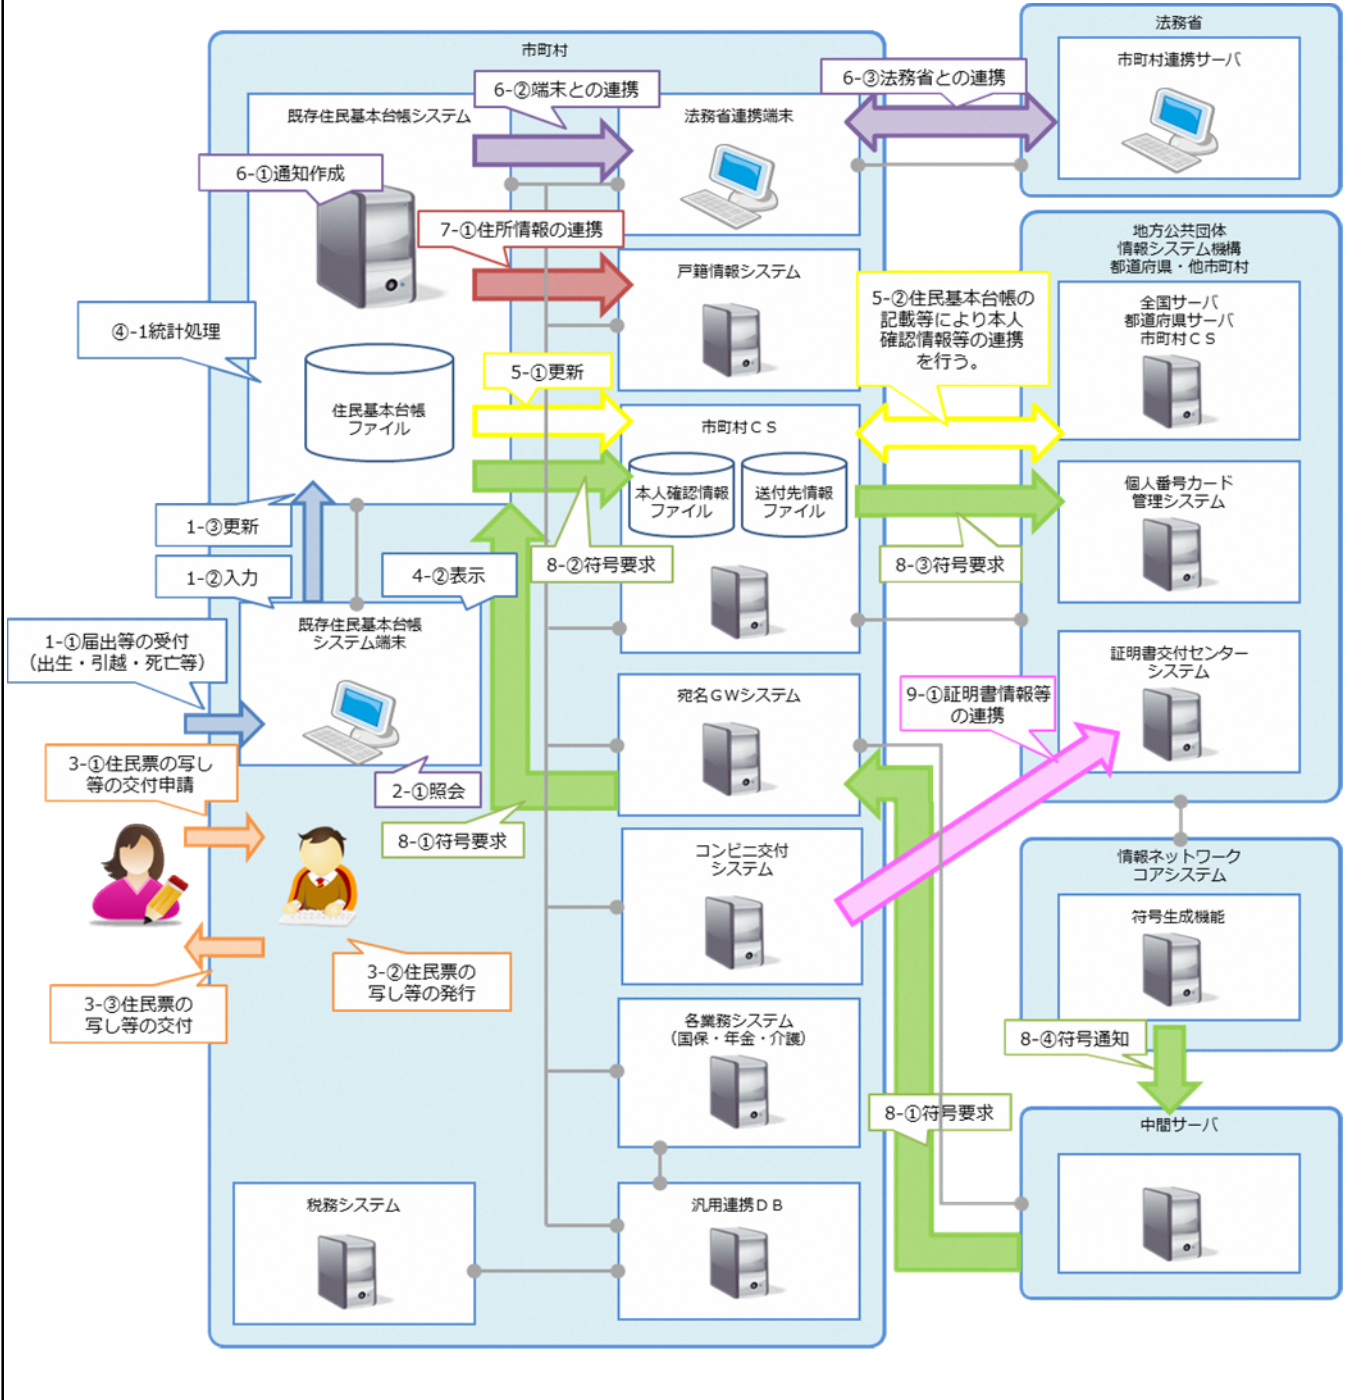 市町村
法務省
市町村連携サーバ
6-③法務省との連携
6-②端末との連携
既存住民基本台帳システム
法務省連携端末
6-①通知作成
7-①住所情報の連携
戸籍情報システム
地方公共団体
情報システム機構
都道府県・他市町村
全国サーバ
都道府県サーバ
市町村ＣＳ
5-②住民基本台帳の
記載等により本人
確認情報等の連携
を行う。
④-1統計処理
5-①更新
住民基本台帳
ファイル
市町村ＣＳ
本人確認情報
ファイル
送付先情報
ファイル
個人番号カード
管理システム
1-③更新
1-②入力
4-②表示
8-②符号要求
8-③符号要求
既存住民基本台帳
システム端末
1-①届出等の受付
（出生・引越・死亡等）
証明書交付センター
システム
宛名ＧＷシステム
9-①証明書情報等
の連携
3-①住民票の写し
等の交付申請
2-①照会
8-①符号要求
コンビニ交付
システム
情報ネットワーク
コアシステム
符号生成機能
3-②住民票の
写し等の発行
3-③住民票の
写し等の交付
各業務システム
（国保・年金・介護）
8-④符号通知
8-①符号要求
中間サーバ
税務システム
汎用連携ＤＢ